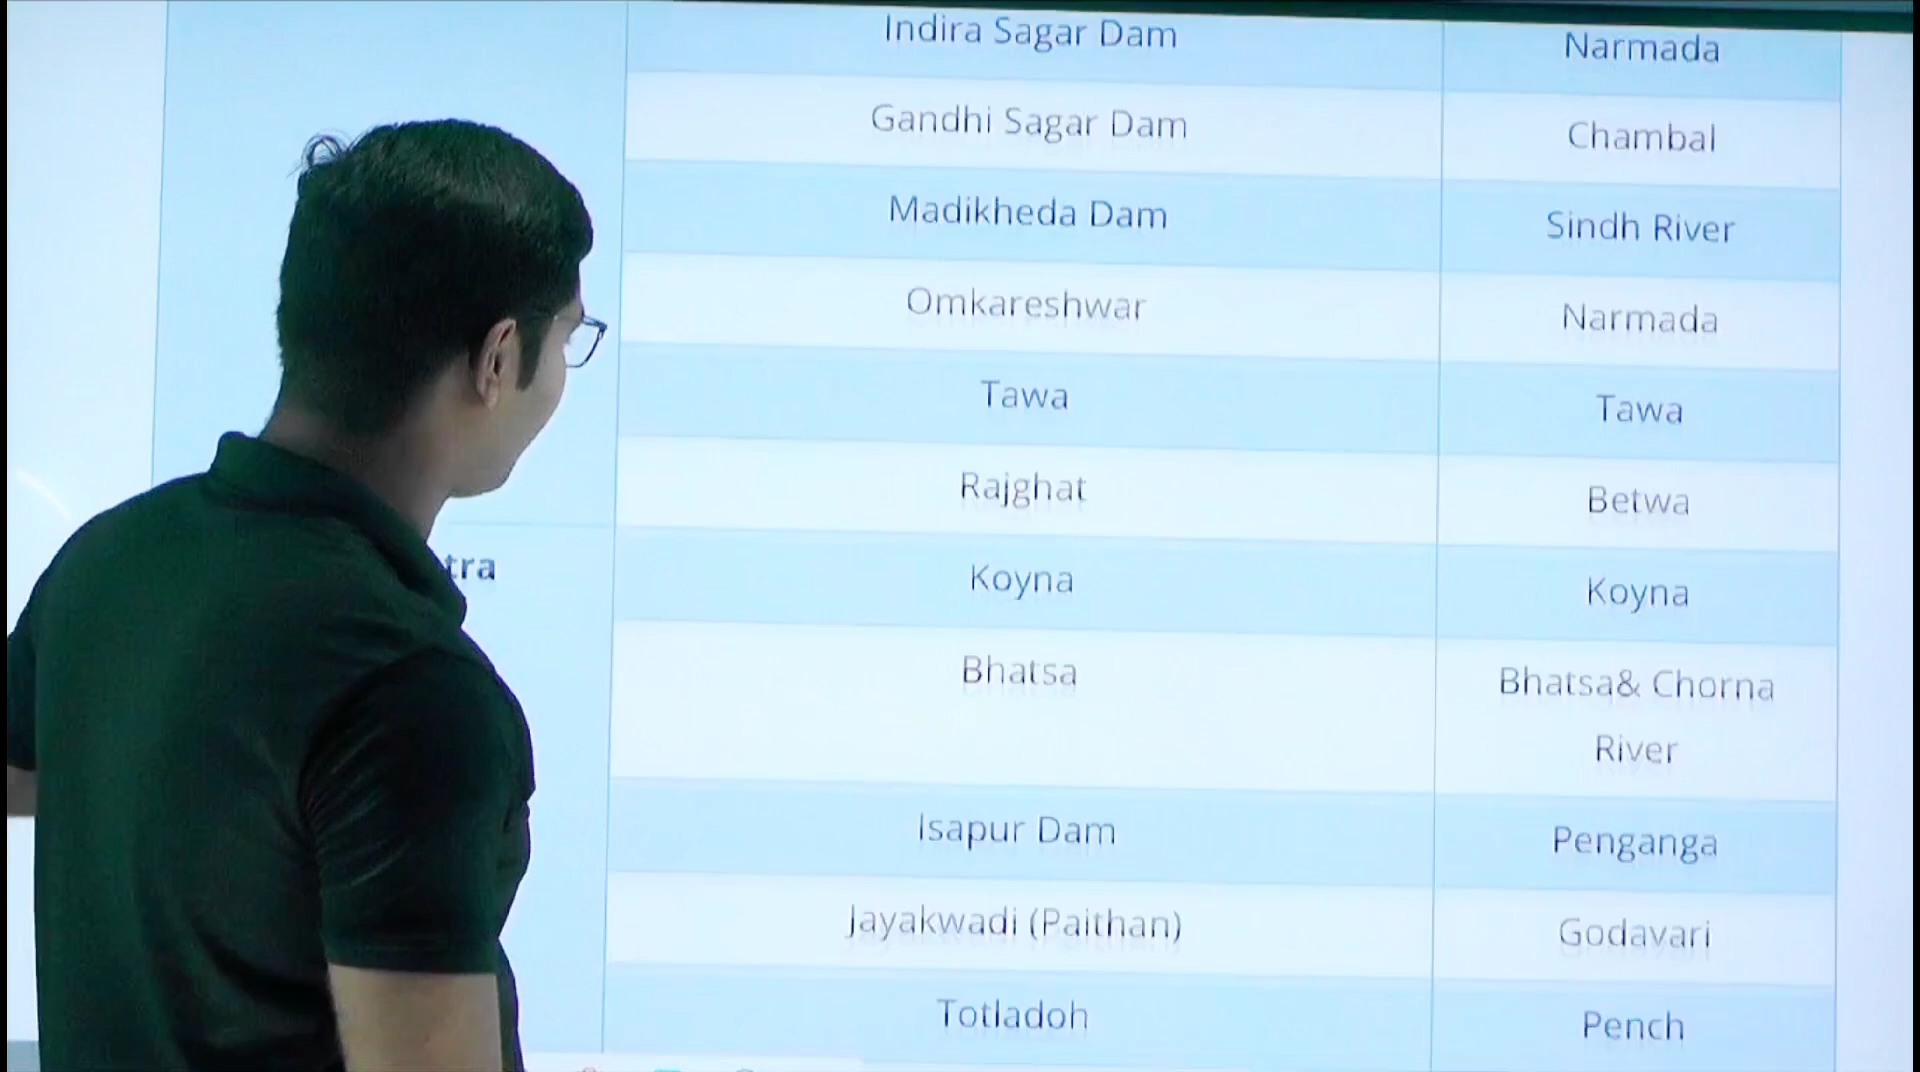 Indira Sagar Dam Narmada
Gandhi Sagar Dam Chambal
Madikheda Dam Sindh River
Omkareshwar Narmada
Tawa Tawa
Rajghat Betwa
tra Koyna Koyna
Bhatsa Bhatsa& Chorna
River
Isapur Dam Penganga
Jayakwadi (Paithan) Godavari
Totladoh Pench